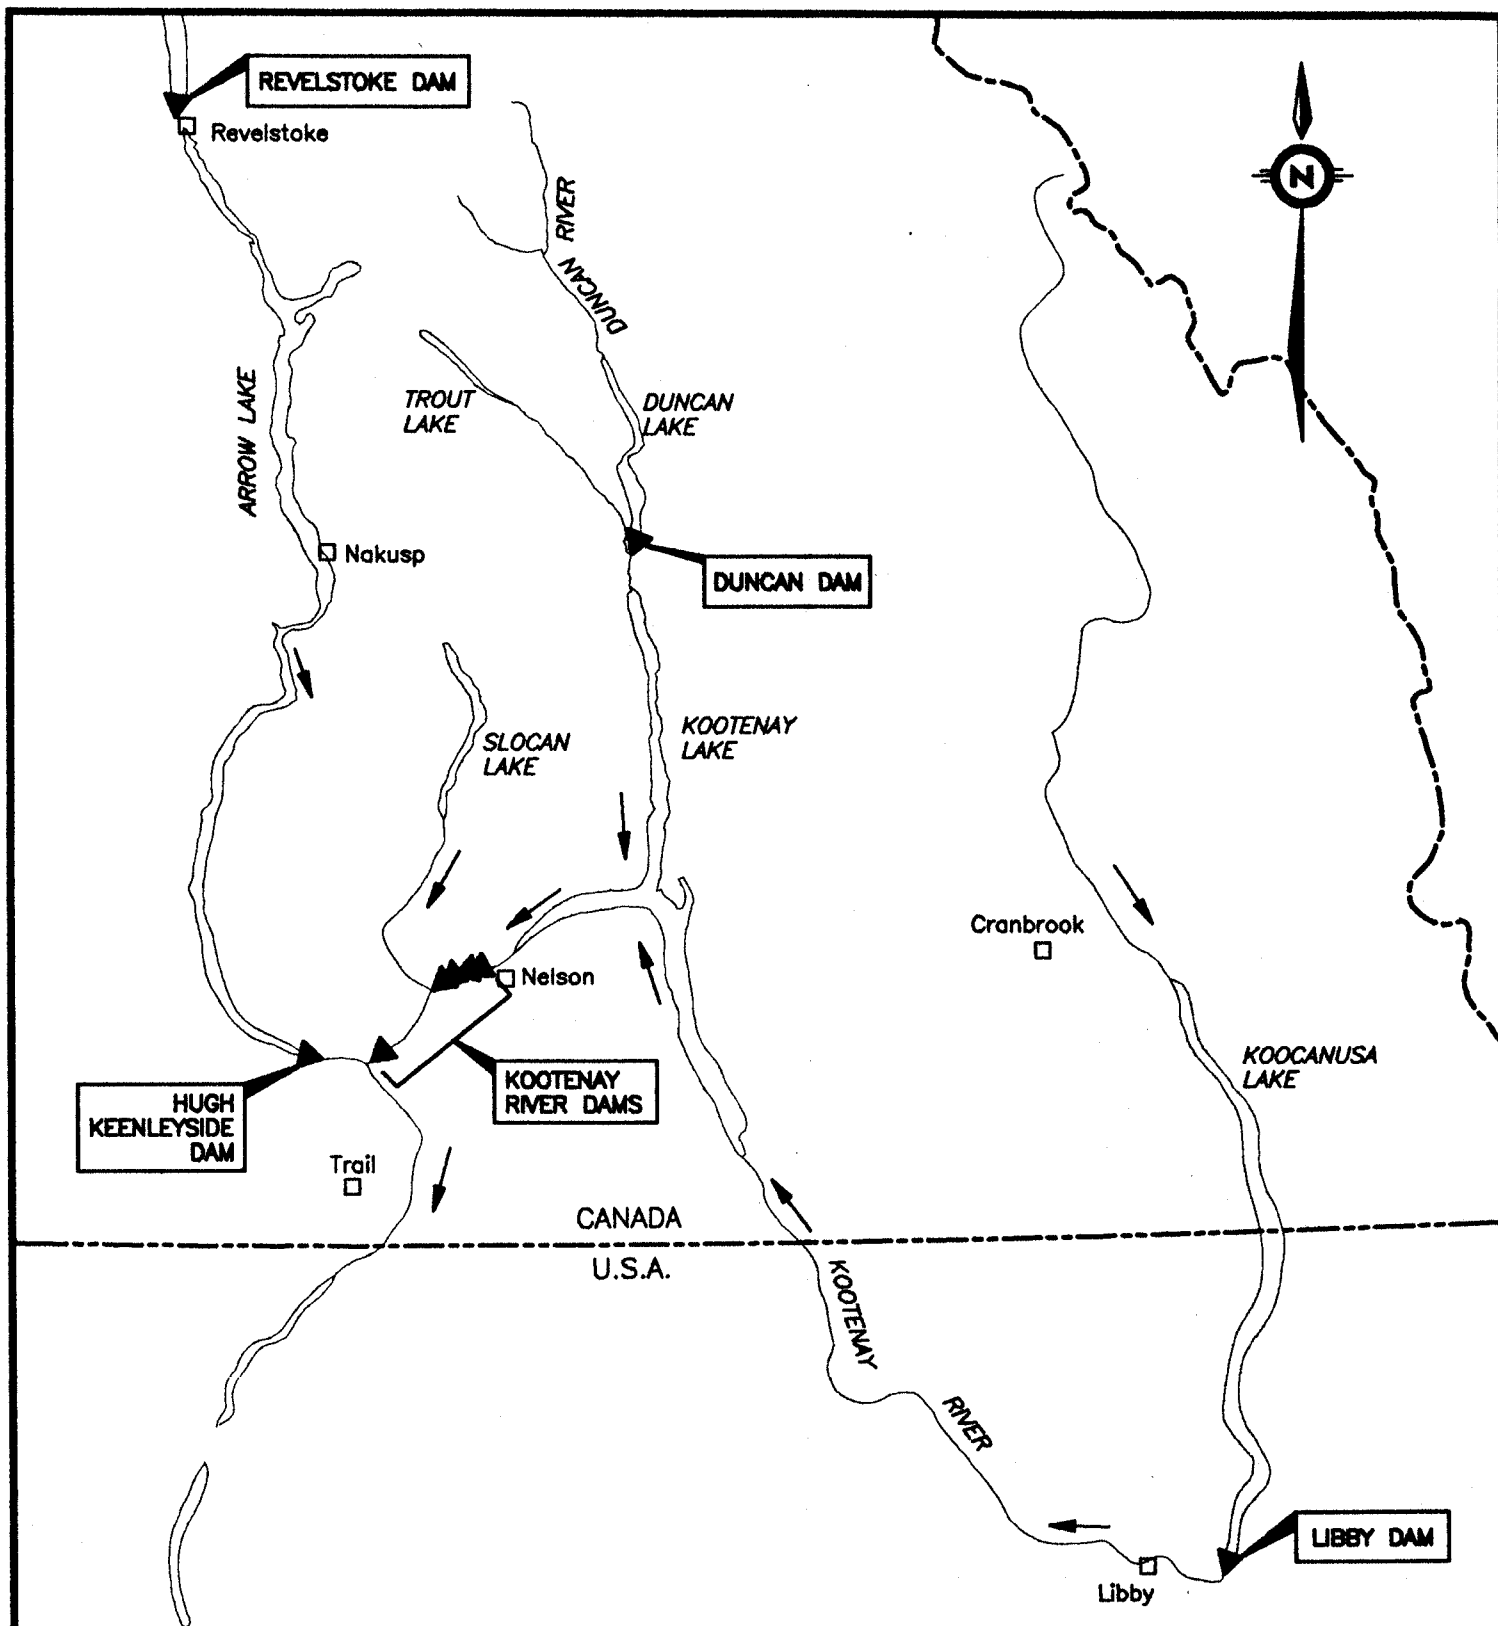 REVELSTOKE DAM
Revelstoke
N
DUNCAN RIVER
ARROW LAKE
TROUT
LAKE
DUNCAN
LAKE
Nakusp
DUNCAN DAM
SLOCAN
LAKE
KOOTENAY
LAKE
Cranbrook
Nelson
KOOCANUSA
LAKE
KOOTENAY
RIVER DAMS
HUGH
KEENLEYSIDE
DAM
Trail
CANADA
U.S.A.
KOOTENAY RIVER
LIBBY DAM
Libby